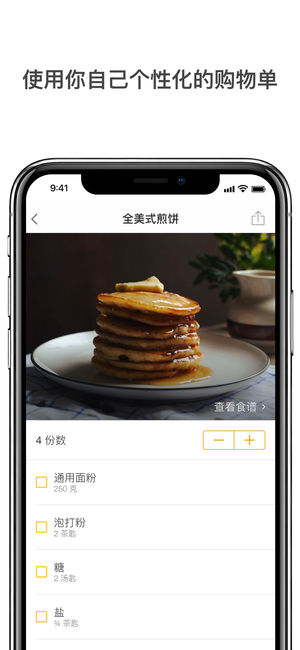 使用你自己个性化的购物单
9:41
全美式煎饼
查看食谱 >
4 份数
通用面粉
250 克
泡打粉
2 茶匙
糖
2 汤匙
盐
¾ 茶匙